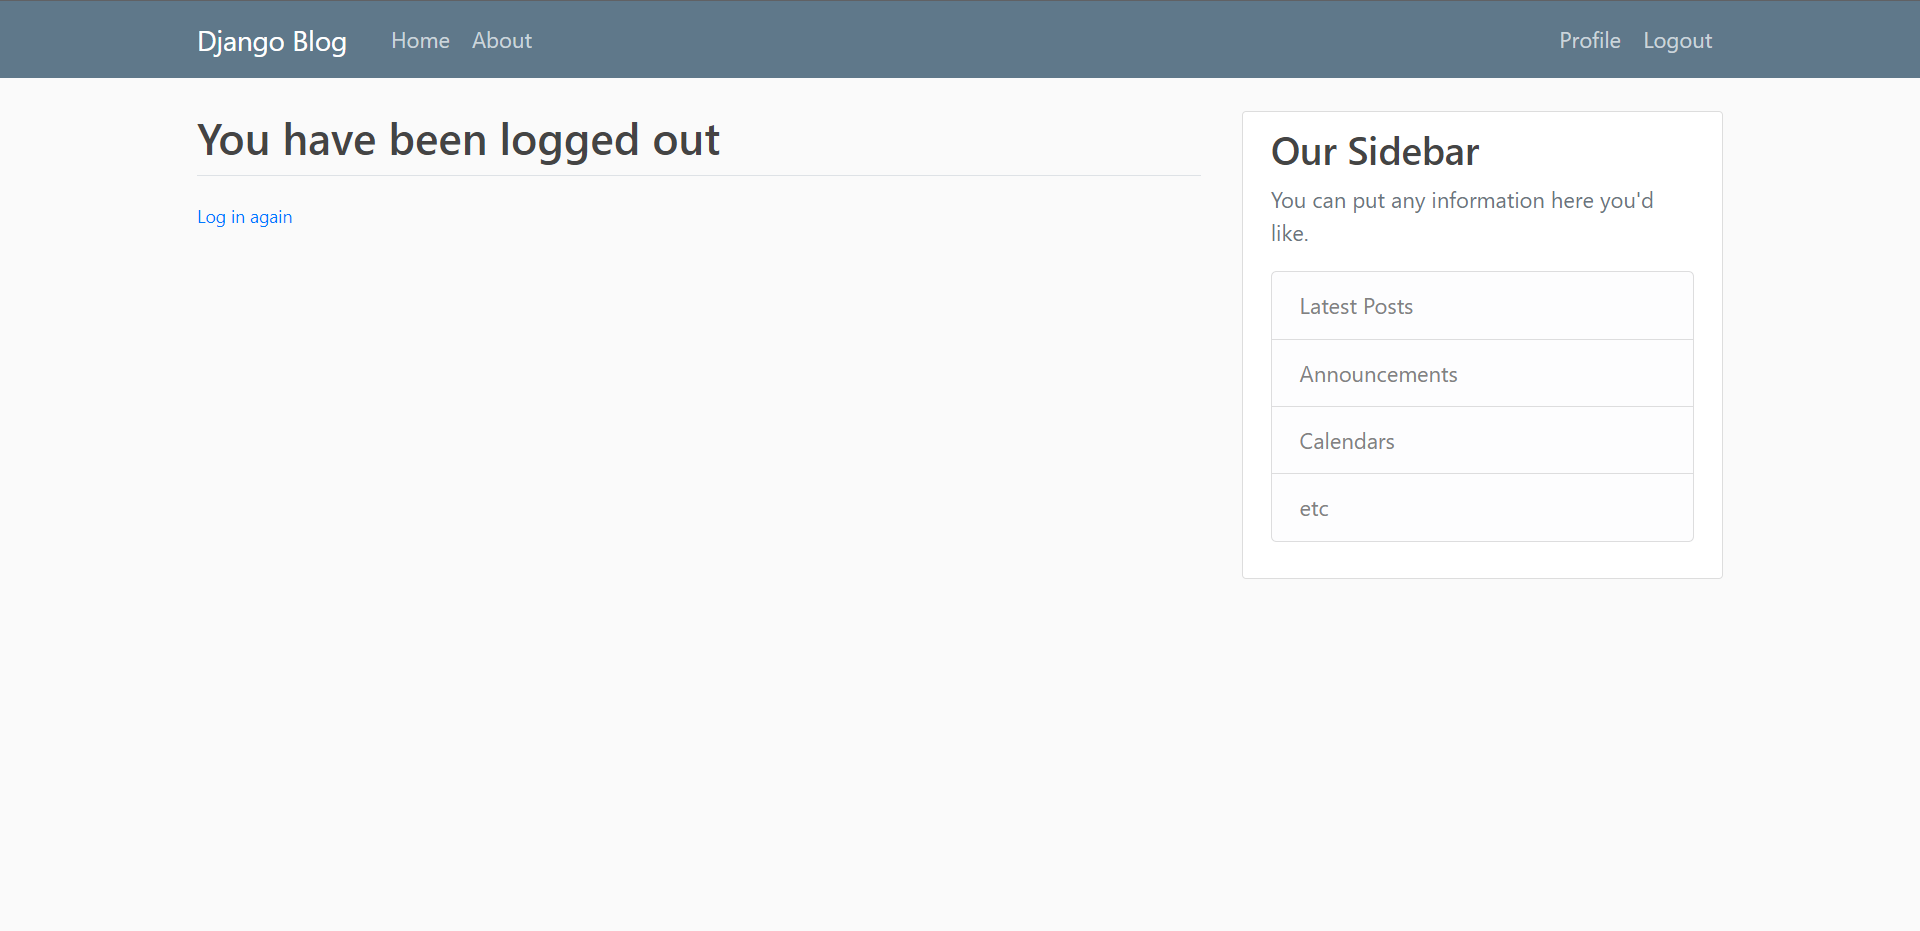 Django Blog Home About Profile Logout
You have been logged out
Log in again
Our Sidebar
You can put any information here you'd
like.
Latest Posts
Announcements
Calendars
etc